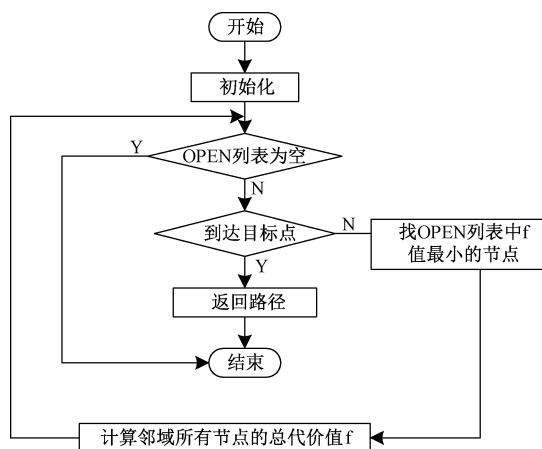 开始
初始化
Y
OPEN列表为空
N
到达目标点
N
找OPEN列表中f
值最小的节点
Y
返回路径
结束
计算邻域所有节点的总代价值f